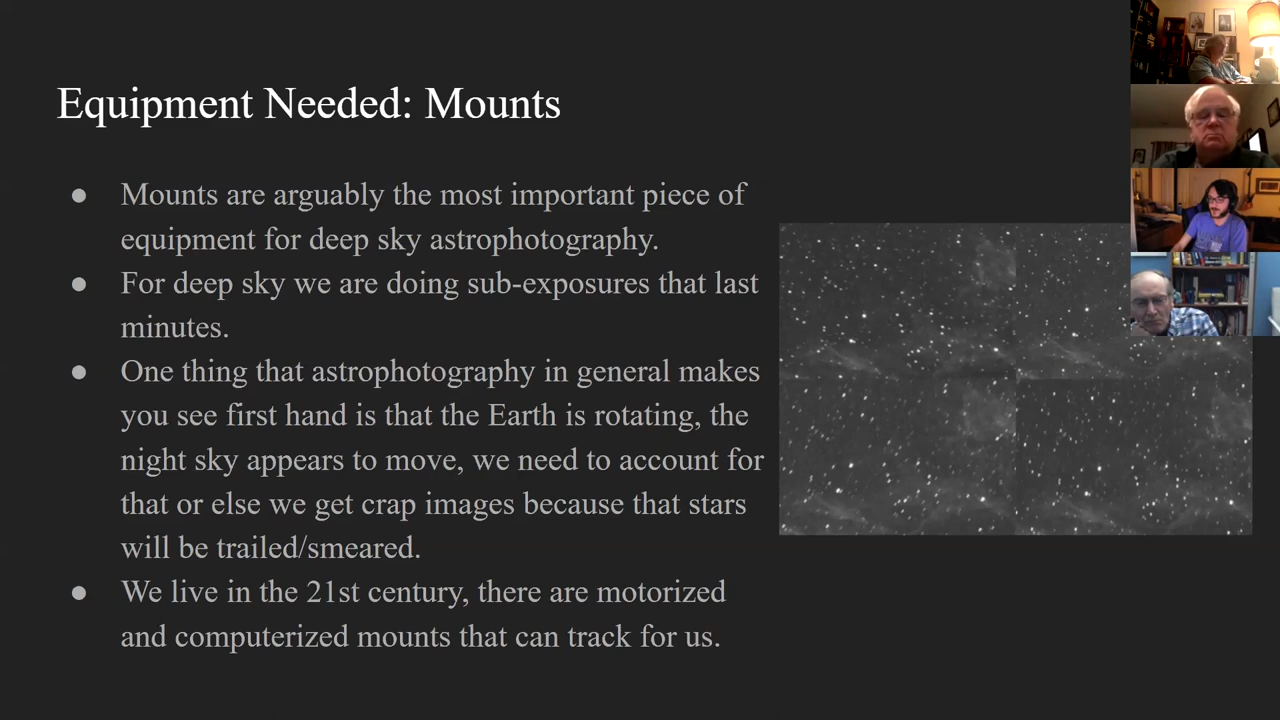 Equipment Needed: Mounts
● Mounts are arguably the most important piece of
equipment for deep sky astrophotography.
● For deep sky we are doing sub-exposures that last
minutes.
● One thing that astrophotography in general makes
you see first hand is that the Earth is rotating, the
night sky appears to move, we need to account for
that or else we get crap images because that stars
will be trailed/smeared.
● We live in the 21st century, there are motorized
and computerized mounts that can track for us.